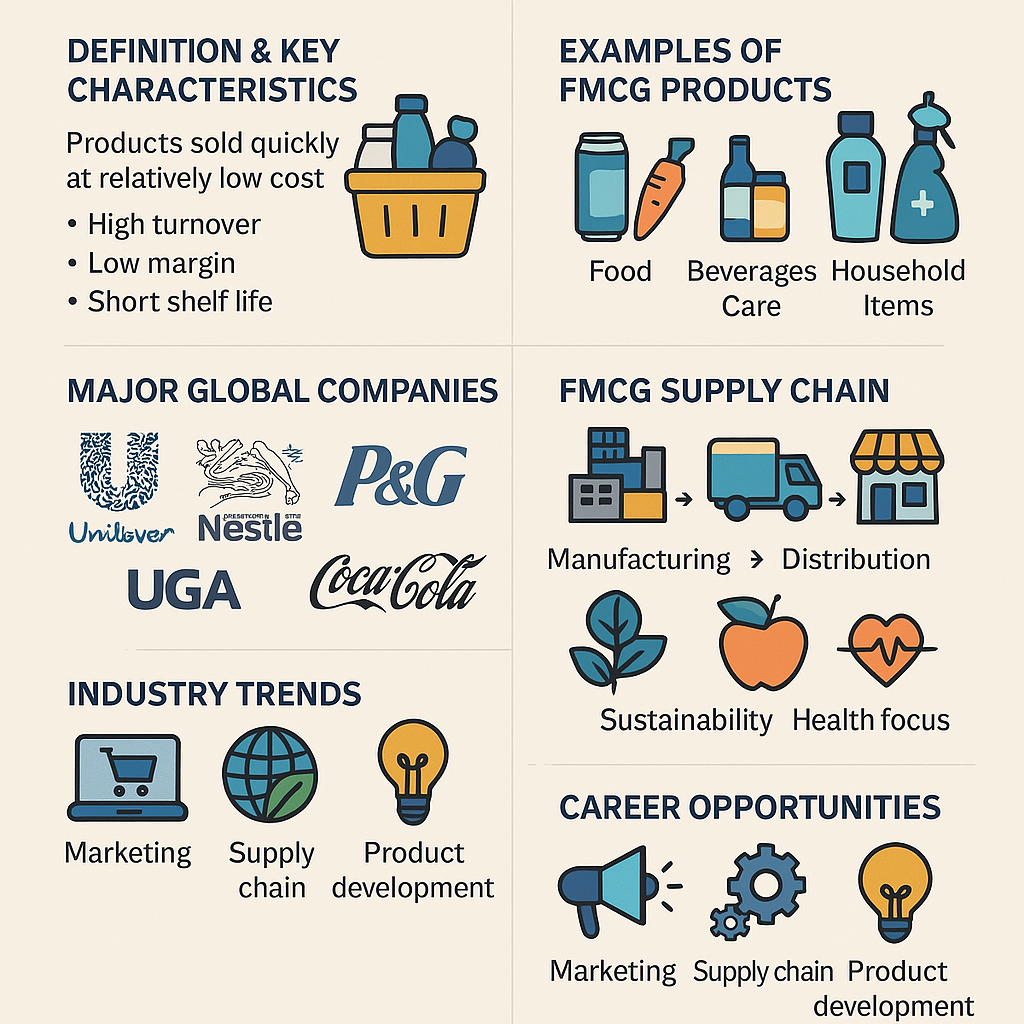 DEFINITION & KEY
CHARACTERISTICS
Products sold quickly
at relatively low cost
• High turnover
• Low margin
• Short shelf life
EXAMPLES OF
FMCG PRODUCTS
Food
Beverages
Care
Household
Items
MAJOR GLOBAL COMPANIES
Unilever
Nestlē
P&G
UGA
Coca-Cola
FMCG SUPPLY CHAIN
Manufacturing → Distribution
Sustainability
Health focus
INDUSTRY TRENDS
Marketing
Supply
chain
Product
development
CAREER OPPORTUNITIES
Marketing
Supply chain
Product
development